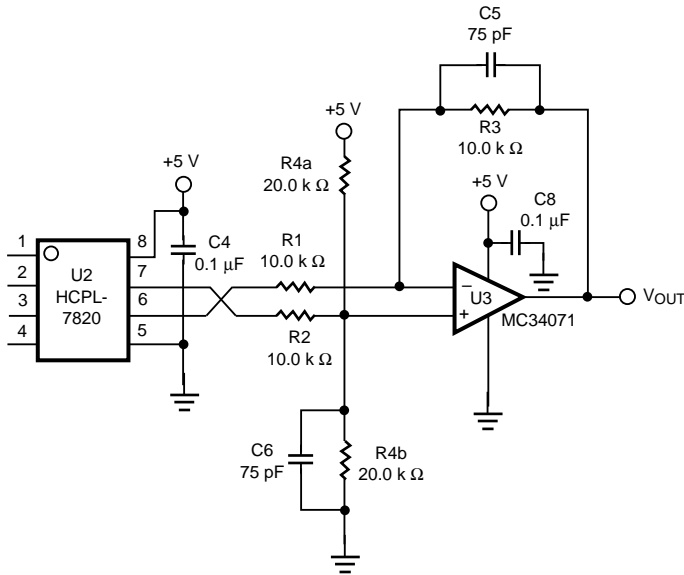 C5
75 pF
+5 V
R3
10.0 k Ω
R4a
20.0 k Ω
+5 V
+5 V
C8
0.1 µF
1
2
3
4
U2
HCPL-
7820
8
7
6
5
C4
0.1 µF
R1
10.0 k Ω
R2
10.0 k Ω
−
+
U3
MC34071
VOUT
C6
75 pF
R4b
20.0 k Ω